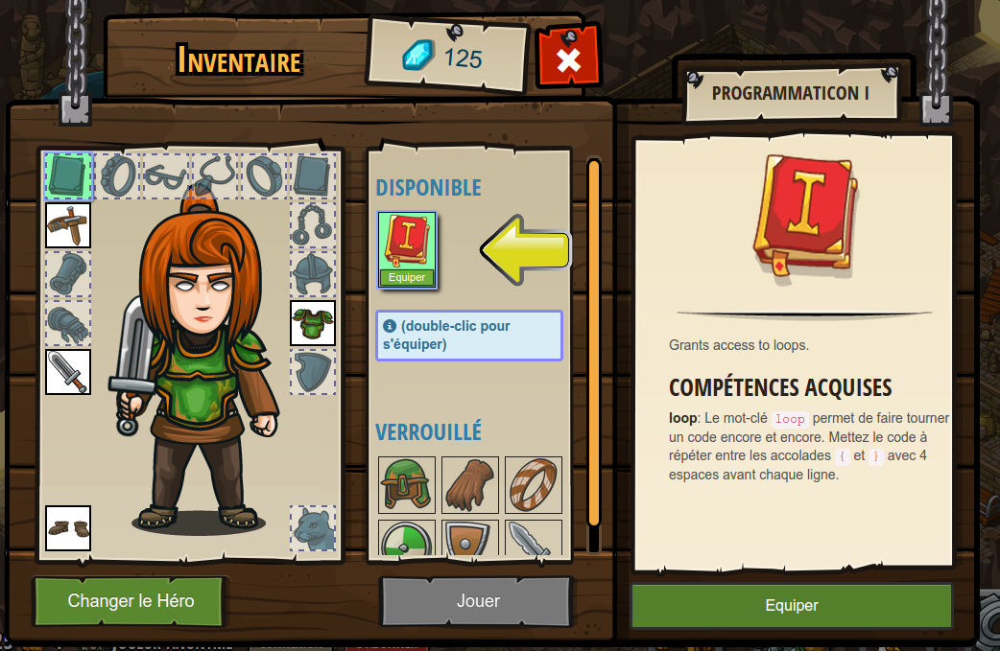 INVENTAIRE
125
PROGRAMMATICON I
DISPONIBLE
I
Equiper
(double-clic pour
s'équiper)
VERROUILLÉ
I
Grants access to loops.
COMPÉTENCES ACQUISES
loop: Le mot-clé loop permet de faire tourner
un code encore et encore. Mettez le code à
répéter entre les accolades { et } avec 4
espaces avant chaque ligne.
Changer le Héro
Jouer
Equiper